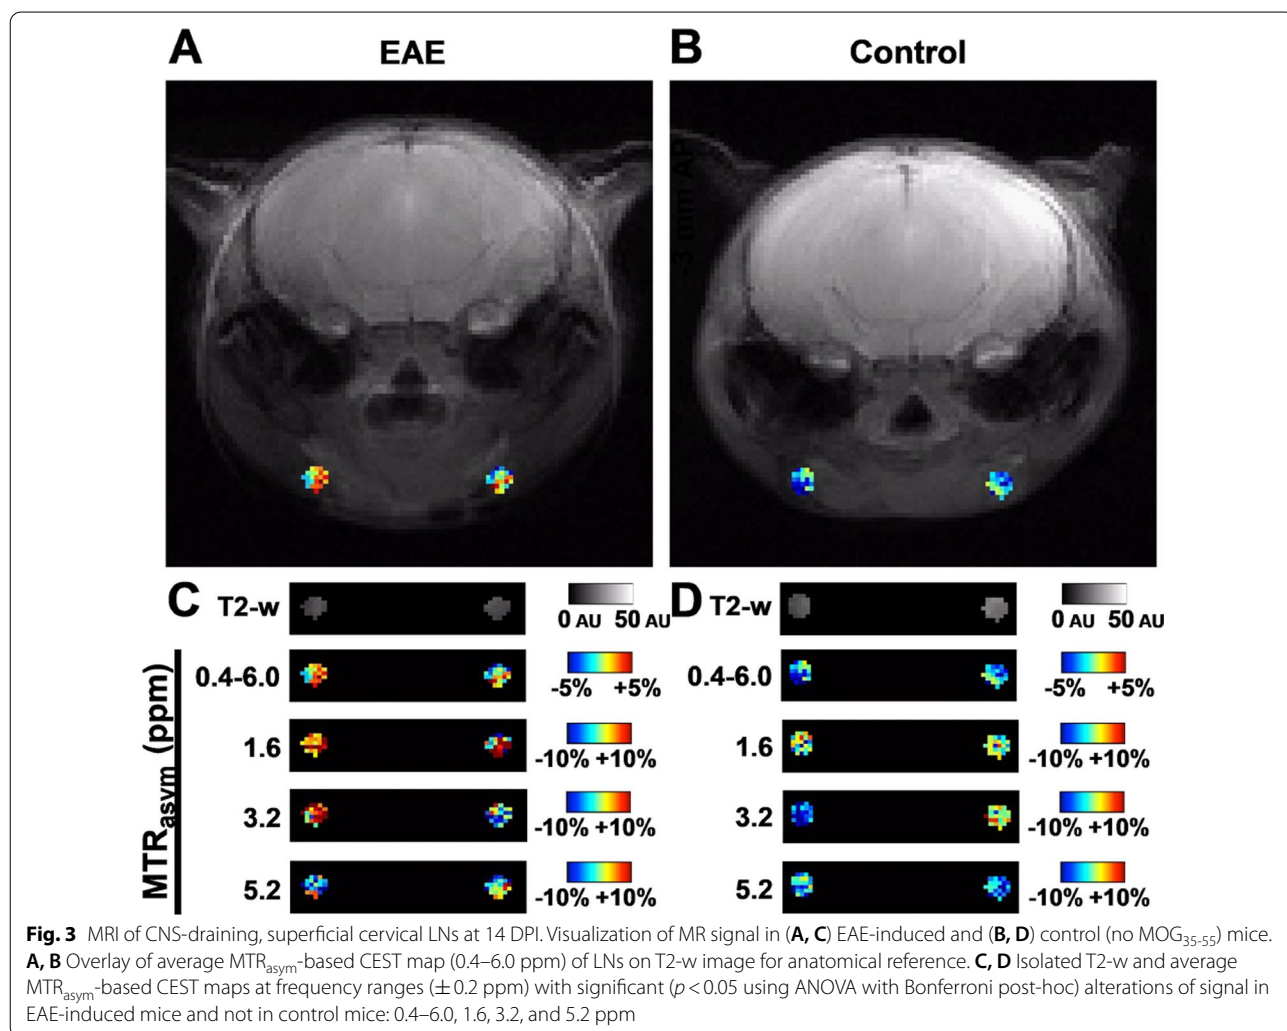 A EAE B Control
3 mm AP
C T2-w 0 AU 50 AU D T2-w 0 AU 50 AU
MTRasym (ppm)
0.4-6.0 -5% +5% 0.4-6.0 -5% +5%
1.6 -10% +10% 1.6 -10% +10%
3.2 -10% +10% 3.2 -10% +10%
5.2 -10% +10% 5.2 -10% +10%
Fig. 3 MRI of CNS-draining, superficial cervical LNs at 14 DPI. Visualization of MR signal in (A, C) EAE-induced and (B, D) control (no MOG35-55) mice.
A, B Overlay of average MTRasym-based CEST map (0.4–6.0 ppm) of LNs on T2-w image for anatomical reference. C, D Isolated T2-w and average
MTRasym-based CEST maps at frequency ranges (± 0.2 ppm) with significant (p < 0.05 using ANOVA with Bonferroni post-hoc) alterations of signal in
EAE-induced mice and not in control mice: 0.4–6.0, 1.6, 3.2, and 5.2 ppm